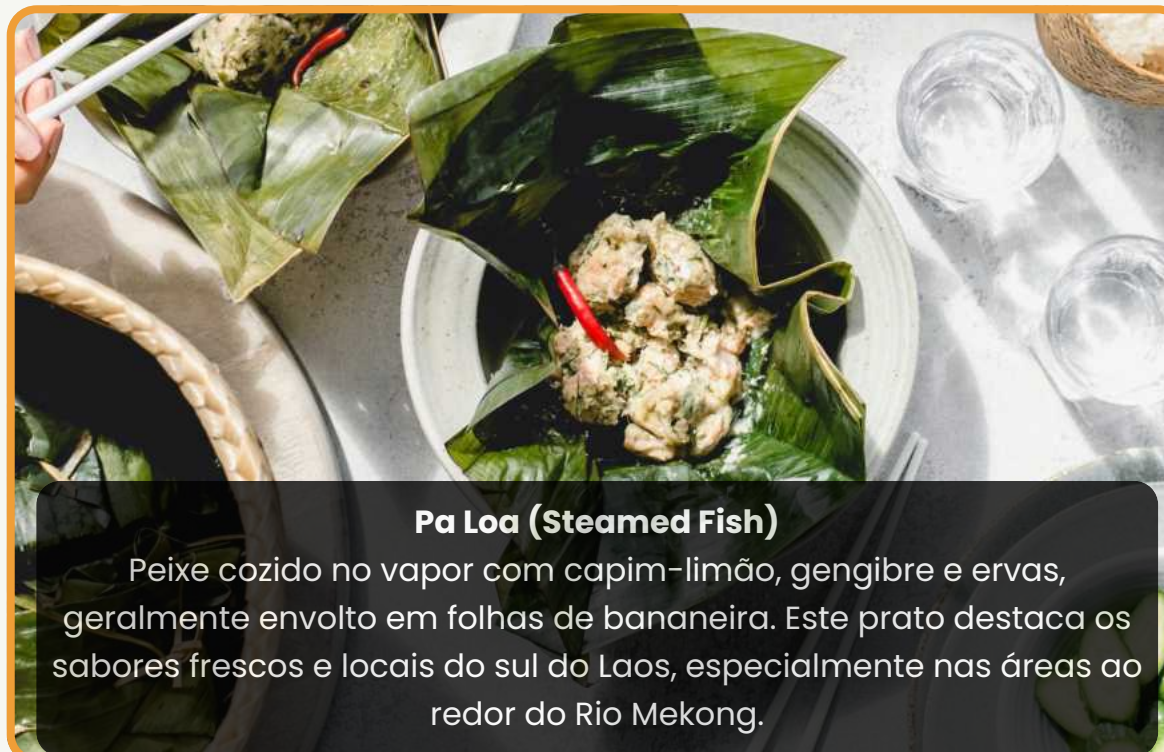 Pa Loa (Steamed Fish)
Peixe cozido no vapor com capim-limão, gengibre e ervas,
geralmente envolto em folhas de bananeira. Este prato destaca os
sabores frescos e locais do sul do Laos, especialmente nas áreas ao
redor do Rio Mekong.